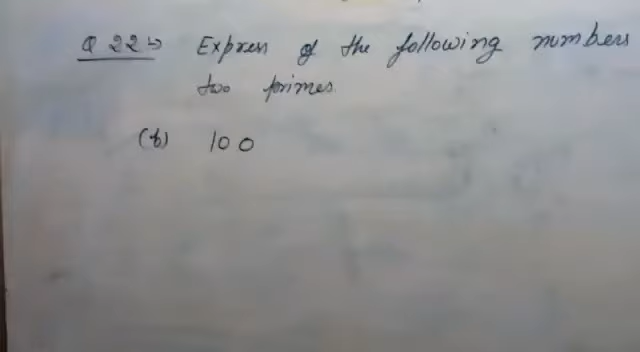 Q 22 :→ Express of the following numbers
two primes.
(b) 100